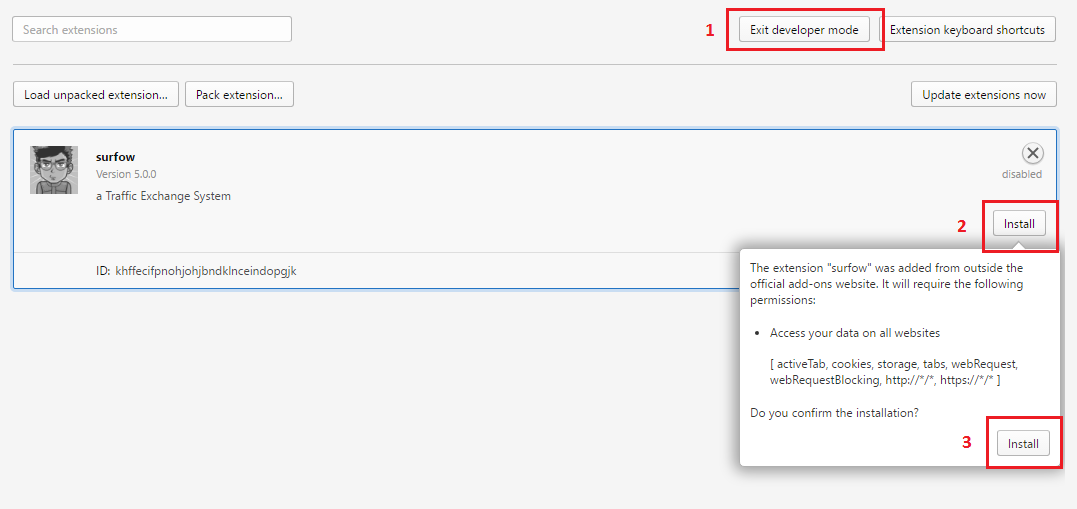 Search extensions
1
Exit developer mode
Extension keyboard shortcuts
Load unpacked extension...
Pack extension...
Update extensions now
surfow
Version 5.0.0
a Traffic Exchange System
disabled
2
Install
ID: khffecifpnohjohjbndklnceindopgjk
The extension "surfow" was added from outside the
official add-ons website. It will require the following
permissions:
• Access your data on all websites
[ activeTab, cookies, storage, tabs, webRequest,
webRequestBlocking, http://*/*, https://*/* ]
Do you confirm the installation?
3
Install